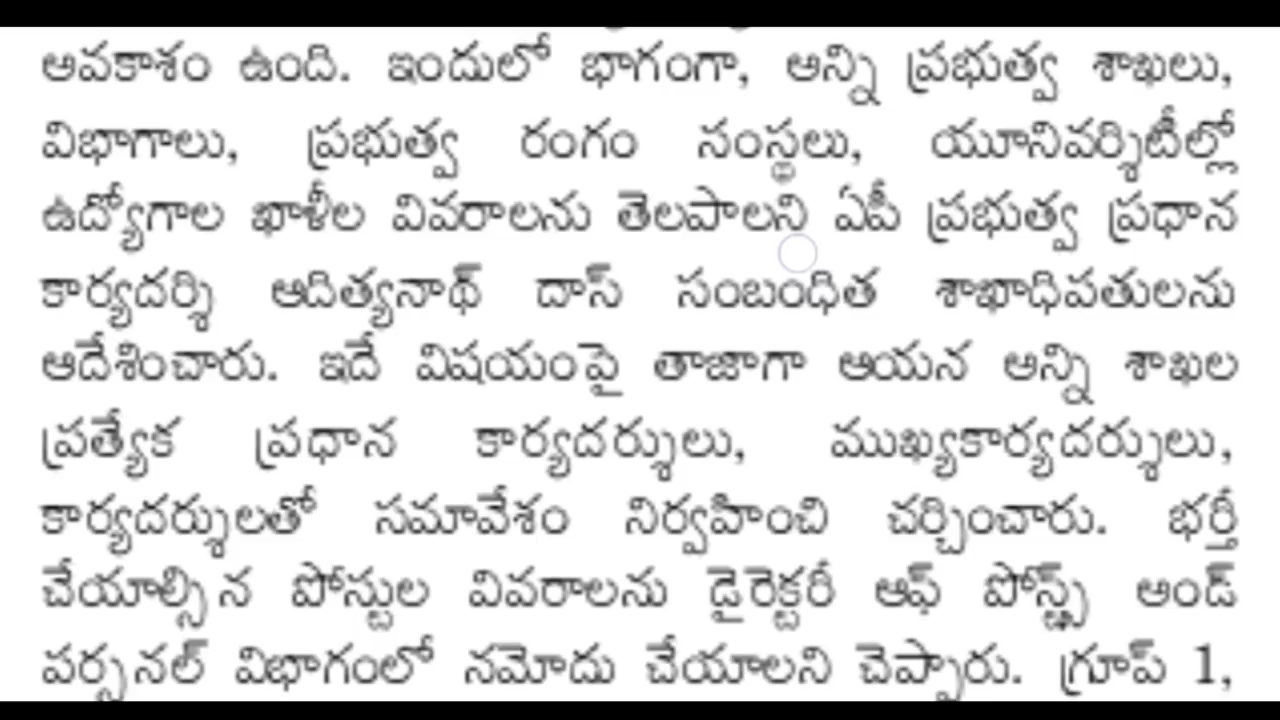 అవకాశం ఉంది. ఇందులో భాగంగా, అన్ని ప్రభుత్వ శాఖలు,
విభాగాలు, ప్రభుత్వ రంగం సంస్థలు, యూనివర్శిటీల్లో
ఉద్యోగాల ఖాళీల వివరాలను తెలపాలని ఏపీ ప్రభుత్వ ప్రధాన
కార్యదర్శి ఆదిత్యనాథ్ దాస్ సంబంధిత శాఖాధిపతులను
ఆదేశించారు. ఇదే విషయంపై తాజాగా ఆయన అన్ని శాఖల
ప్రత్యేక ప్రధాన కార్యదర్శులు, ముఖ్యకార్యదర్శులు,
కార్యదర్శులతో సమావేశం నిర్వహించి చర్చించారు. భర్తీ
చేయాల్సిన పోస్టుల వివరాలను డైరెక్టరీ ఆఫ్ పోస్ట్స్ అండ్
పర్సనల్ విభాగంలో నమోదు చేయాలని చెప్పారు. గ్రూప్ 1,